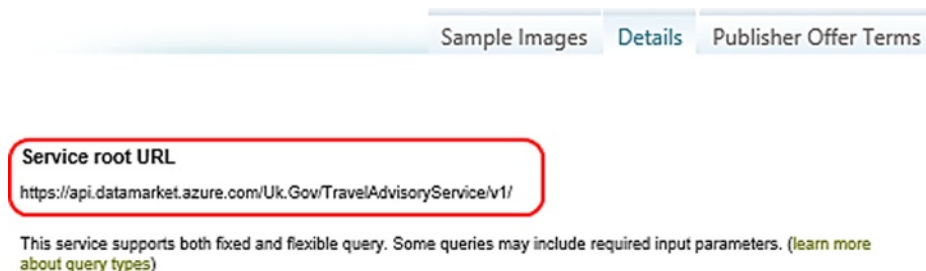 Sample Images Details Publisher Offer Terms
Service root URL
https://api.datamarket.azure.com/Uk.Gov/TravelAdvisoryService/v1/
This service supports both fixed and flexible query. Some queries may include required input parameters. (learn more
about query types)